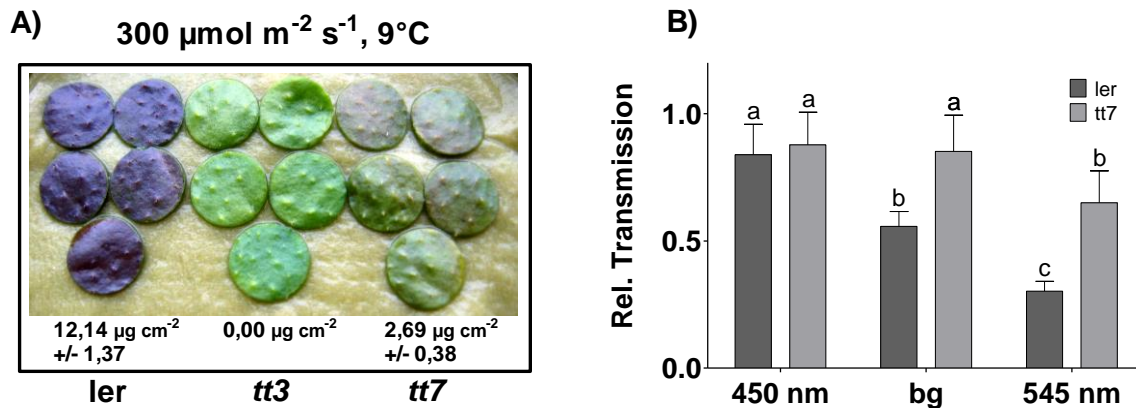 A)
300 µmol m-2 s-1, 9°C
12,14 µg cm-2
+/- 1,37
0,00 µg cm-2
2,69 µg cm-2
+/- 0,38
ler
tt3
tt7
B)
Rel. Transmission
1.0
0.5
0.0
ler
tt7
a
a
b
a
c
b
450 nm
bg
545 nm